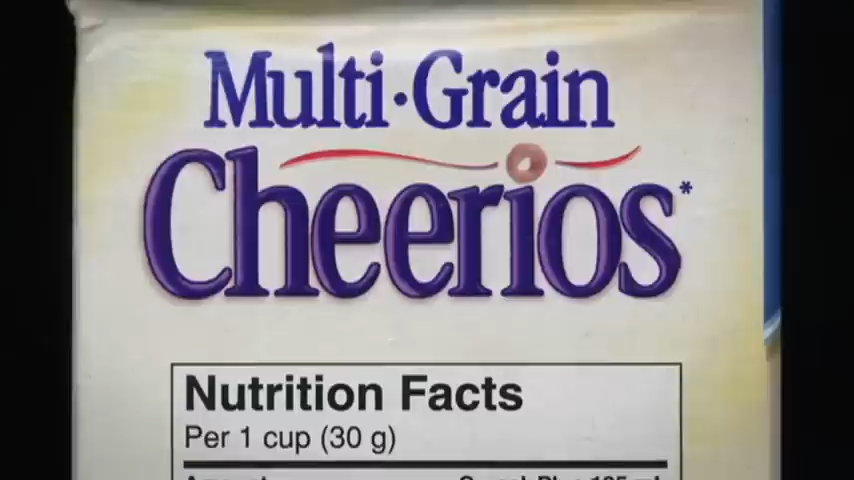 Multi·Grain
Cheerios*
Nutrition Facts
Per 1 cup (30 g)